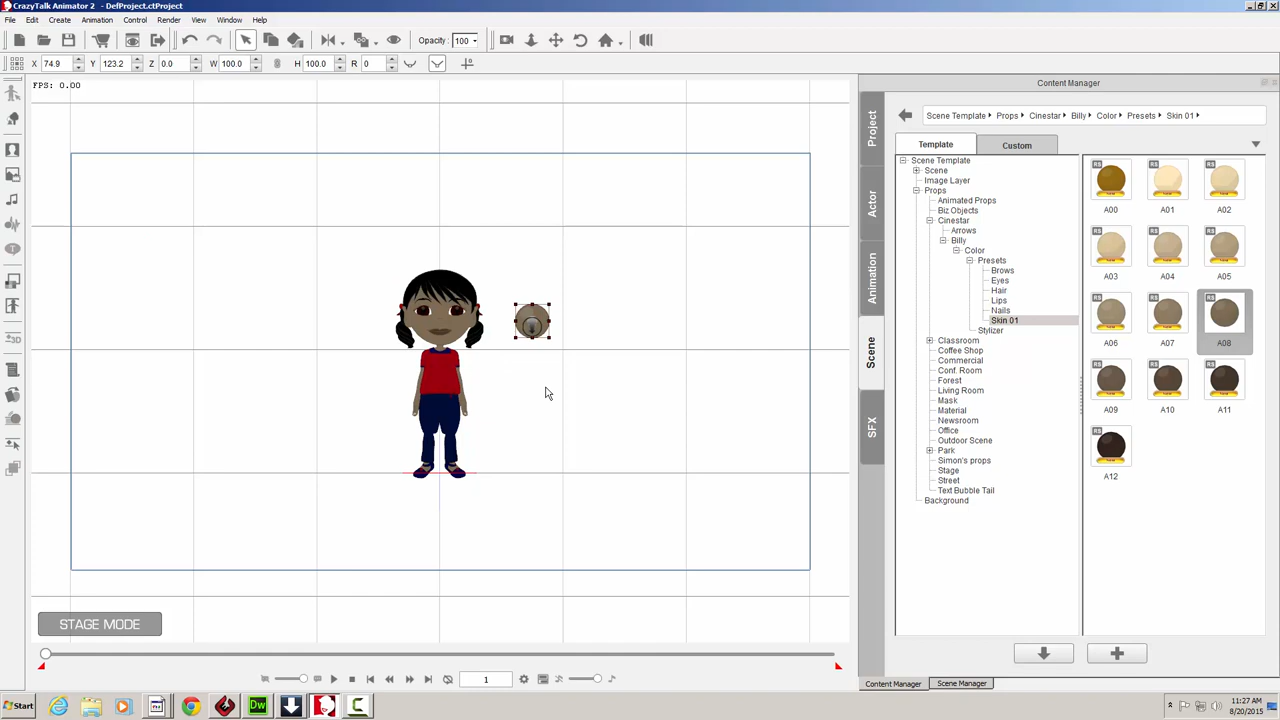 CrazyTalk Animator 2 - DefProject.ctProject
File Edit Create Animation Control Render View Window Help
Opacity: 100
X 74.9 Y 123.2 Z 0.0 W 100.0 H 100.0 R 0
FPS: 0.00
STAGE MODE
1
Content Manager
Scene Template Props Cinestar Billy Color Presets Skin 01
Template Custom
Project
Actor
Animation
Scene
SFX
Scene Template
Scene
Image Layer
Props
Animated Props
Biz Objects
Cinestar
Arrows
Billy
Color
Presets
Brows
Eyes
Hair
Lips
Nails
Skin 01
Stylizer
Classroom
Coffee Shop
Commercial
Conf. Room
Forest
Living Room
Mask
Material
Newsroom
Office
Outdoor Scene
Park
Simon's props
Stage
Street
Text Bubble Tail
Background
A00 A01 A02
A03 A04 A05
A06 A07 A08
A09 A10 A11
A12
Content Manager Scene Manager
Start
Dw
11:27 AM
8/20/2015